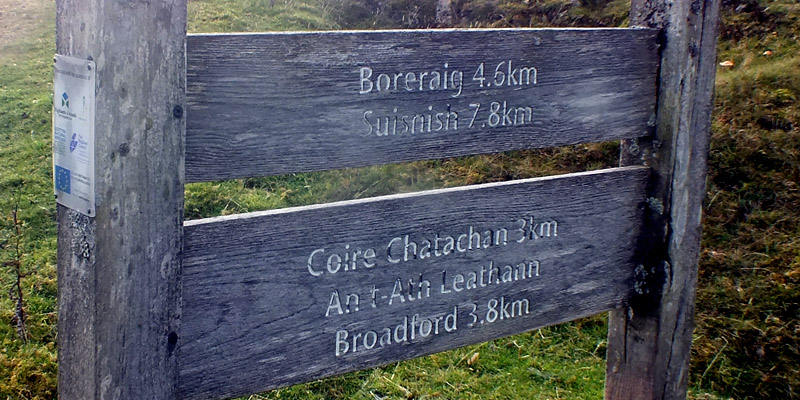 Boreraig 4.6km
Suisnish 7.8km
Coire Chatachan 3km
An t-Ath Leathann
Broadford 3.8km